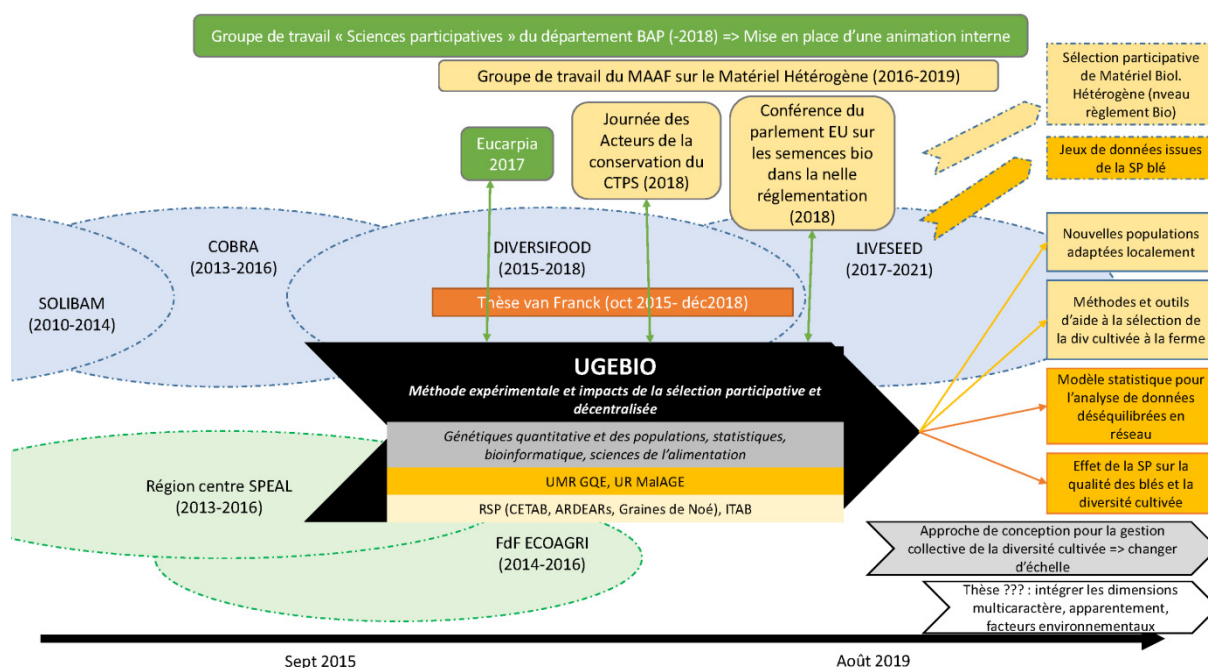 Groupe de travail « Sciences participatives » du département BAP (-2018) => Mise en place d'une animation interne
Groupe de travail du MAAF sur le Matériel Hétérogène (2016-2019)
Sélection participative
de Matériel Biol.
Hétérogène (nveau
règlement Bio)
Eucarpia
2017
Journée des
Acteurs de la
conservation du
CTPS (2018)
Conférence du
parlement EU sur
les semences bio
dans la nelle
réglementation
(2018)
Jeux de données issues
de la SP blé
COBRA
(2013-2016)
DIVERSIFOOD
(2015-2018)
LIVESEED
(2017-2021)
Nouvelles populations
adaptées localement
SOLIBAM
(2010-2014)
Thèse van Franck (oct 2015- déc2018)
Méthodes et outils
d'aide à la sélection de
la div cultivée à la ferme
UGEBIO
Méthode expérimentale et impacts de la sélection participative et
décentralisée
Modèle statistique pour
l'analyse de données
déséquilibrées en
réseau
Génétiques quantitative et des populations, statistiques,
bioinformatique, sciences de l'alimentation
UMR GQE, UR MaIAGE
RSP (CETAB, ARDEARs, Graines de Noé), ITAB
Effet de la SP sur la
qualité des blés et la
diversité cultivée
Région centre SPEAL
(2013-2016)
FdF ECOAGRI
(2014-2016)
Approche de conception pour la gestion
collective de la diversité cultivée => changer
d'échelle
Thèse ??? : intégrer les dimensions
multicaractère, apparentement,
facteurs environnementaux
Sept 2015
Août 2019